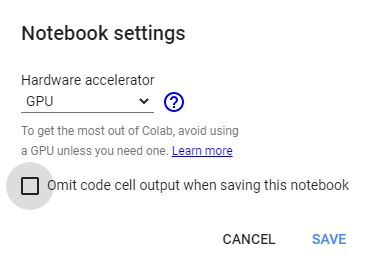 Notebook settings
Hardware accelerator
GPU
?
To get the most out of Colab, avoid using
a GPU unless you need one. Learn more
Omit code cell output when saving this notebook
CANCEL SAVE